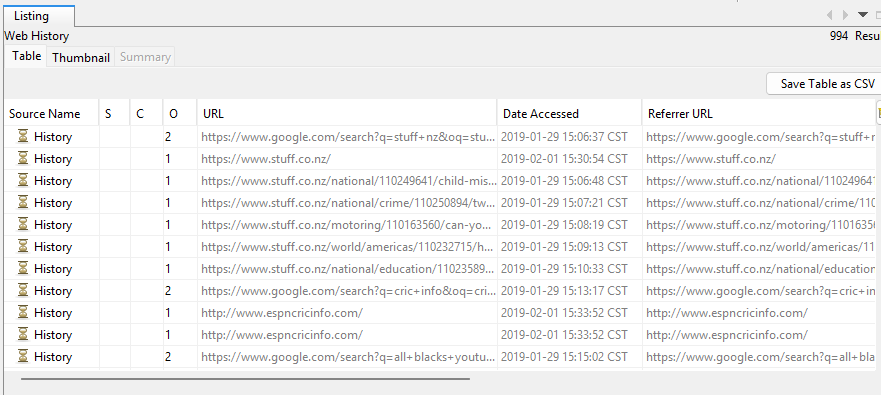 Listing
Web History 994 Resu
Table Thumbnail Summary
Save Table as CSV
Source Name S C O URL Date Accessed Referrer URL
History 2 https://www.google.com/search?q=stuff+nz&oq=stu... 2019-01-29 15:06:37 CST https://www.google.com/search?q=stuff+r
History 1 https://www.stuff.co.nz/ 2019-02-01 15:30:54 CST https://www.stuff.co.nz/
History 1 https://www.stuff.co.nz/national/110249641/child-mis... 2019-01-29 15:06:48 CST https://www.stuff.co.nz/national/11024964
History 1 https://www.stuff.co.nz/national/crime/110250894/tw... 2019-01-29 15:07:21 CST https://www.stuff.co.nz/national/crime/110
History 1 https://www.stuff.co.nz/motoring/110163560/can-yo... 2019-01-29 15:08:19 CST https://www.stuff.co.nz/motoring/1101635
History 1 https://www.stuff.co.nz/world/americas/110232715/h... 2019-01-29 15:09:13 CST https://www.stuff.co.nz/world/americas/11
History 1 https://www.stuff.co.nz/national/education/11023589... 2019-01-29 15:10:33 CST https://www.stuff.co.nz/national/education
History 2 https://www.google.com/search?q=cric+info&oq=cri... 2019-01-29 15:13:17 CST https://www.google.com/search?q=cric+in
History 1 http://www.espncricinfo.com/ 2019-02-01 15:33:52 CST http://www.espncricinfo.com/
History 1 http://www.espncricinfo.com/ 2019-02-01 15:33:52 CST http://www.espncricinfo.com/
History 2 https://www.google.com/search?q=all+blacks+youtu... 2019-01-29 15:15:02 CST https://www.google.com/search?q=all+bla